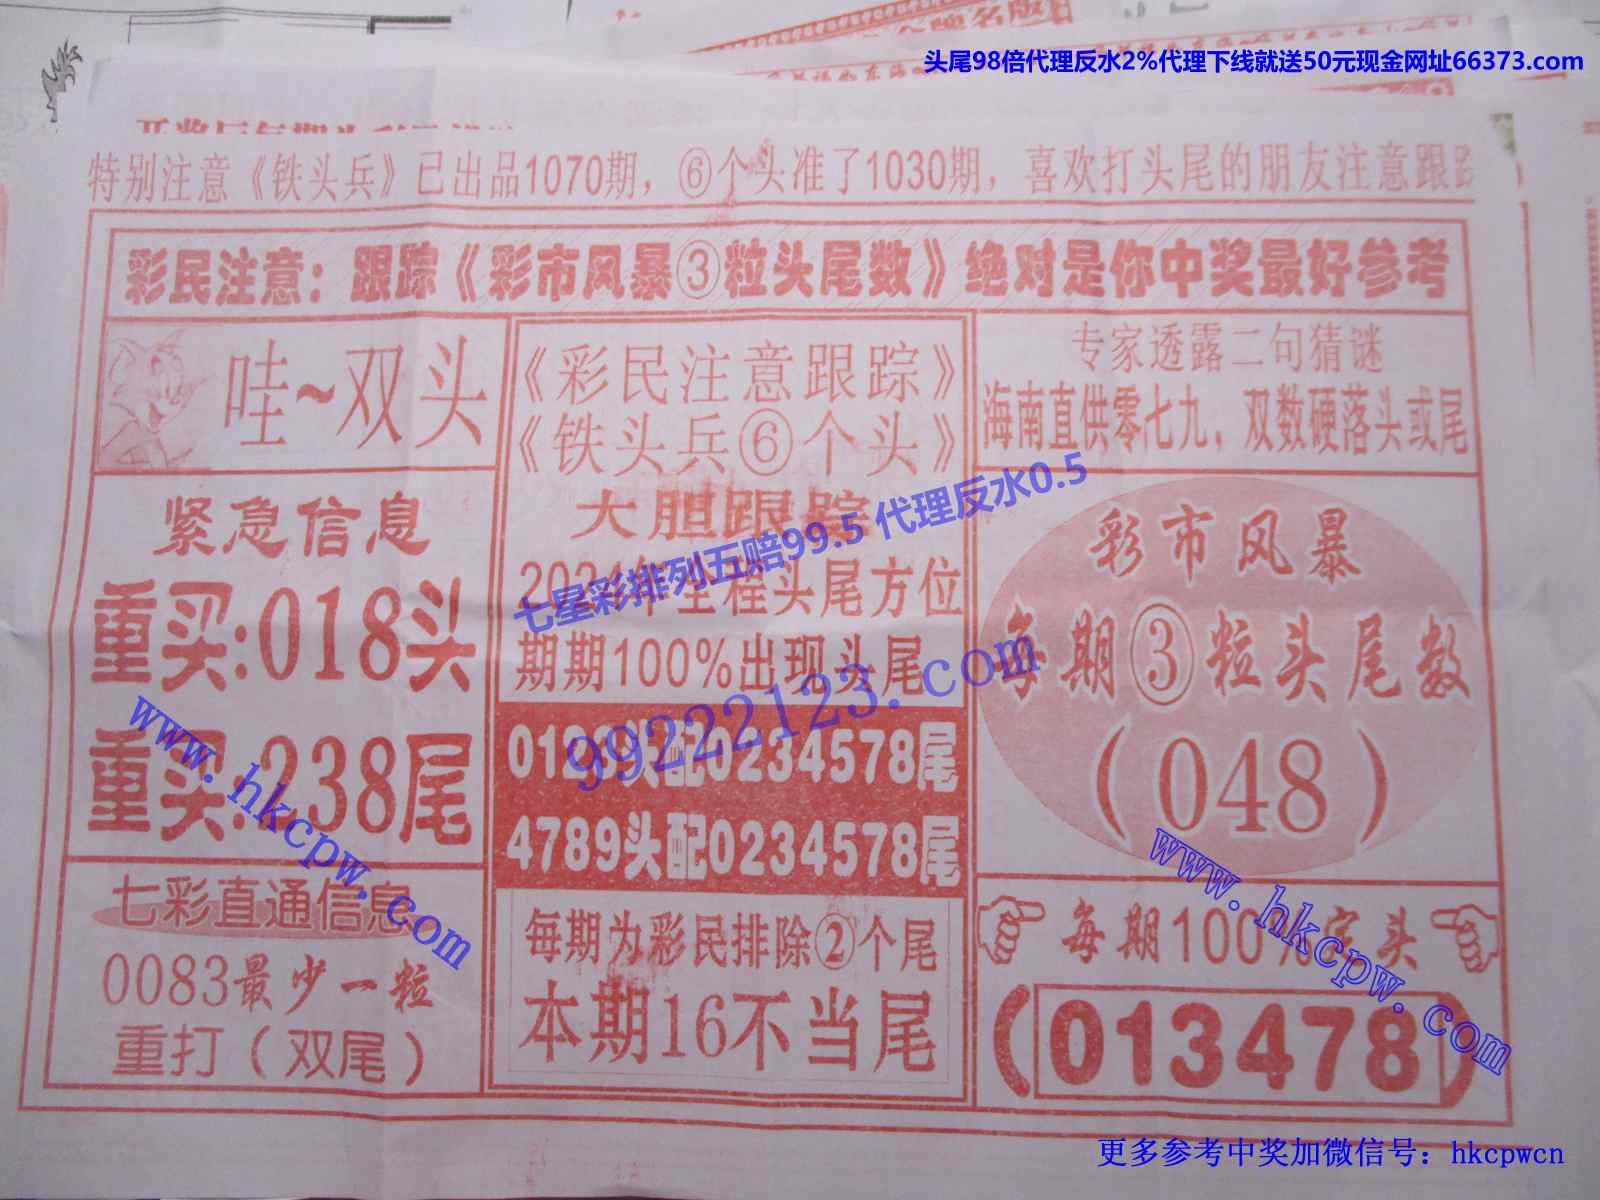 头尾98倍代理反水2%代理下线就送50元现金网址66373.com
特别注意《铁头兵》已出品1070期，⑥个头准了1030期，喜欢打头尾的朋友注意跟踪
彩民注意：跟踪《彩市风暴③粒头尾数》绝对是你中奖最好参考
哇~双头
紧急信息
重买:018头
重买:238尾
七彩直通信息
0083最少一粒
重打（双尾）
《彩民注意跟踪》
《铁头兵⑥个头》
大胆跟踪
头尾方位
期期100%出现头尾
头配0234578尾
4789头配0234578尾
每期为彩民排除②个尾
本期16不当尾
专家透露二句猜谜
海南直供零七九，双数硬落头或尾
彩市风暴
每期③粒头尾数
（048）
每期100%定头
（013478）
七星彩排列五赔99.5 代理反水0.5
99222123.com
www.hkcpw.com
www.hkcpw.com
更多参考中奖加微信号：hkcpwcn